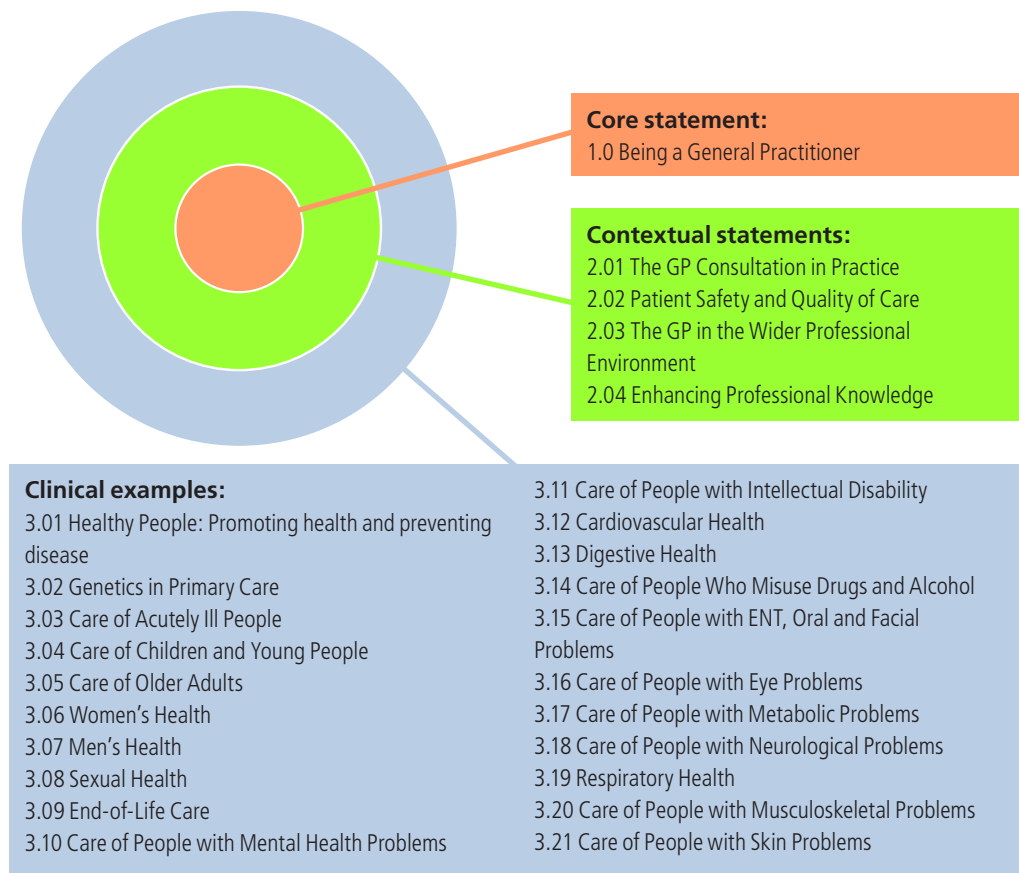 Core statement:
1.0 Being a General Practitioner
Contextual statements:
2.01 The GP Consultation in Practice
2.02 Patient Safety and Quality of Care
2.03 The GP in the Wider Professional
Environment
2.04 Enhancing Professional Knowledge
Clinical examples:
3.01 Healthy People: Promoting health and preventing
disease
3.02 Genetics in Primary Care
3.03 Care of Acutely Ill People
3.04 Care of Children and Young People
3.05 Care of Older Adults
3.06 Women’s Health
3.07 Men’s Health
3.08 Sexual Health
3.09 End-of-Life Care
3.10 Care of People with Mental Health Problems
3.11 Care of People with Intellectual Disability
3.12 Cardiovascular Health
3.13 Digestive Health
3.14 Care of People Who Misuse Drugs and Alcohol
3.15 Care of People with ENT, Oral and Facial
Problems
3.16 Care of People with Eye Problems
3.17 Care of People with Metabolic Problems
3.18 Care of People with Neurological Problems
3.19 Respiratory Health
3.20 Care of People with Musculoskeletal Problems
3.21 Care of People with Skin Problems